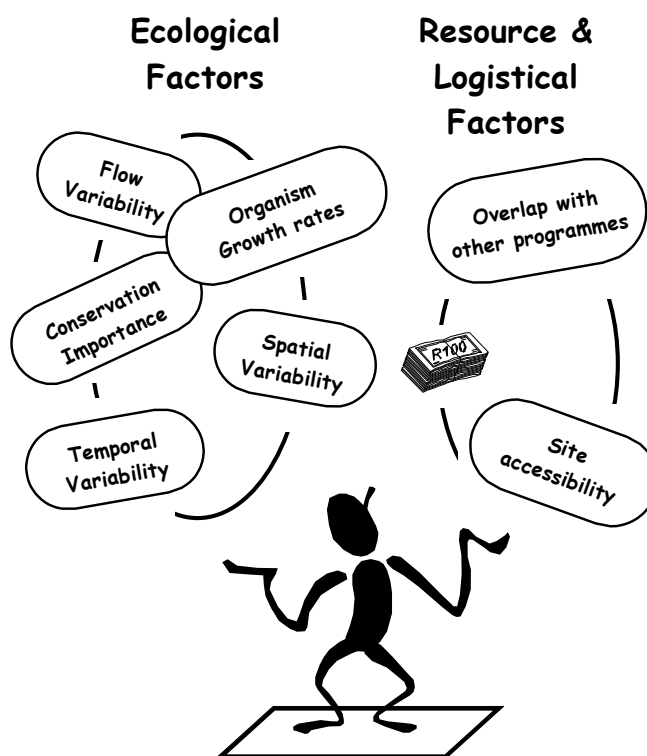 Ecological
Factors
Resource &
Logistical
Factors
Flow
Variability
Organism
Growth rates
Overlap with
other programmes
Conservation
Importance
Spatial
Variability
R100
Temporal
Variability
Site
accessibility